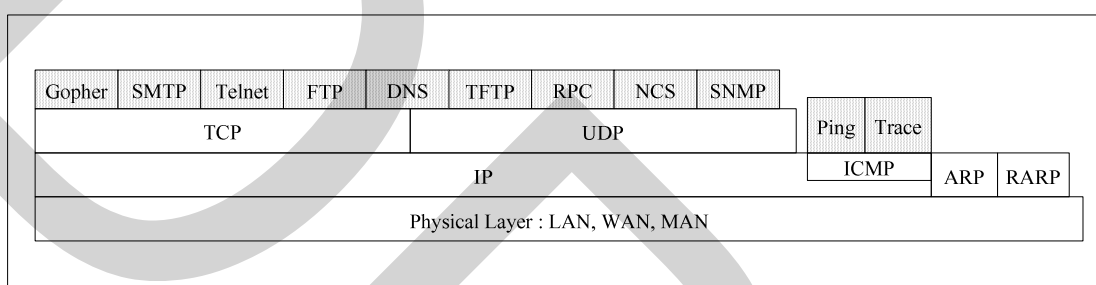 Gopher SMTP Telnet FTP DNS TFTP RPC NCS SNMP
Ping Trace
TCP UDP
ICMP
IP ARP RARP
Physical Layer : LAN, WAN, MAN